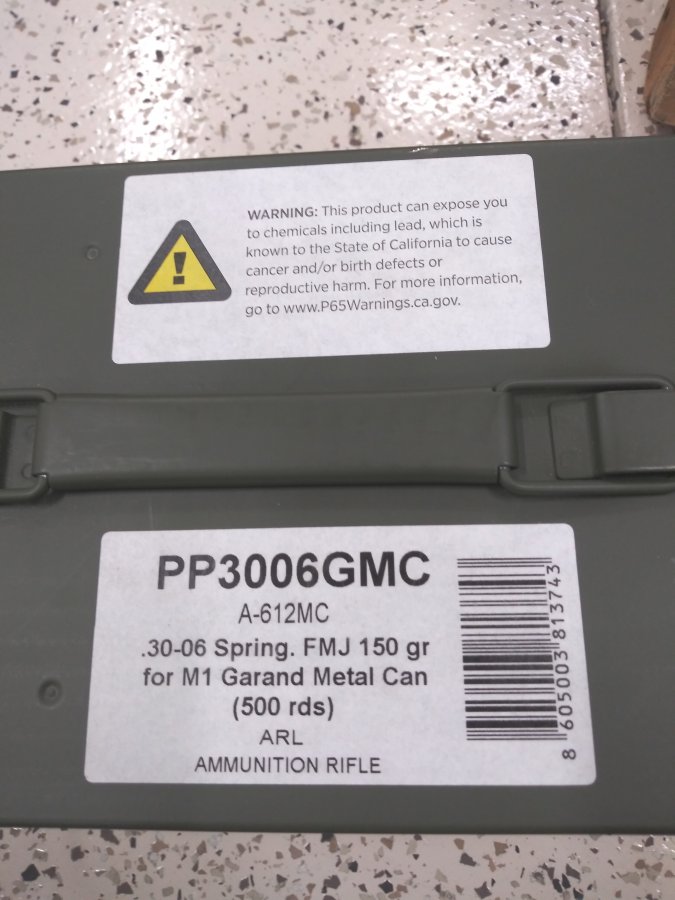 WARNING: This product can expose you
to chemicals including lead, which is
known to the State of California to cause
cancer and/or birth defects or
reproductive harm. For more information,
go to www.P65Warnings.ca.gov.
PP3006GMC
A-612MC
.30-06 Spring. FMJ 150 gr
for M1 Garand Metal Can
(500 rds)
ARL
AMMUNITION RIFLE
8 605003 813743